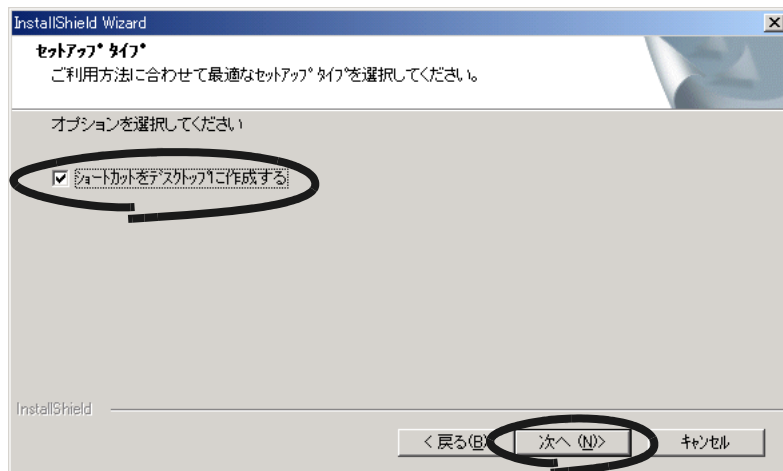 InstallShield Wizard
ｾｯﾄｱｯﾌﾟ ﾀｲﾌﾟ
ご利用方法に合わせて最適なｾｯﾄｱｯﾌﾟ ﾀｲﾌﾟを選択してください。
オプションを選択してください
ｼｮｰﾄｶｯﾄをﾃﾞｽｸﾄｯﾌﾟに作成する
InstallShield
< 戻る(B)
次へ (N)>
ｷｬﾝｾﾙ